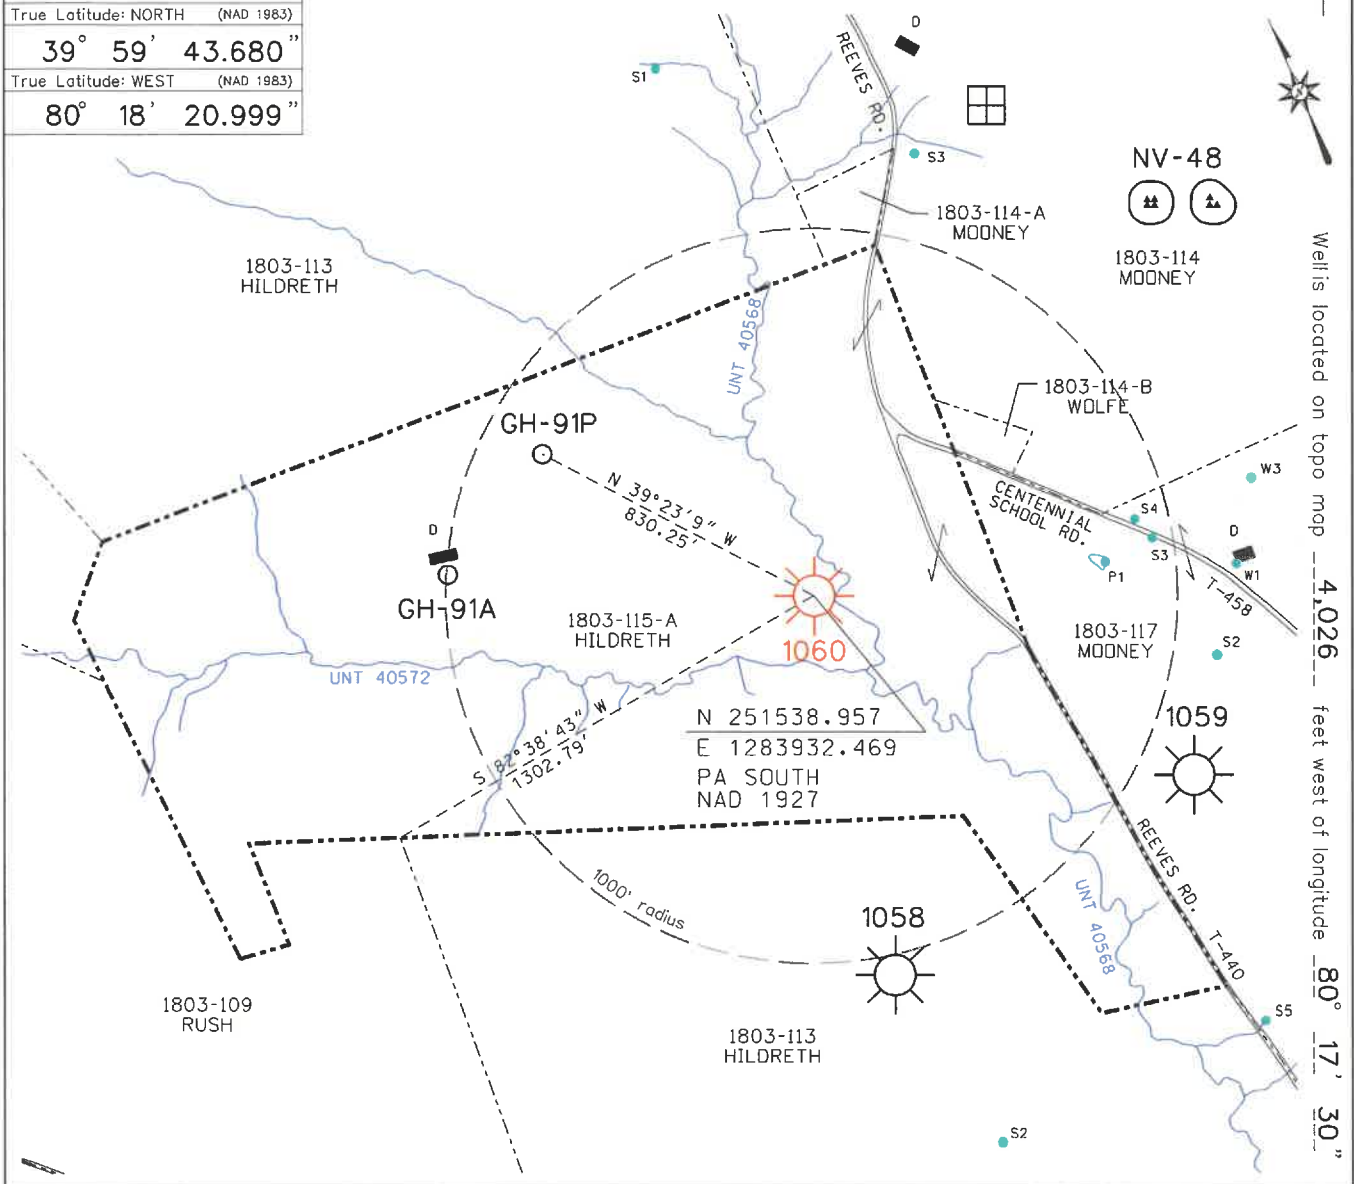 True Latitude: NORTH (NAD 1983)
39° 59' 43.680"
True Latitude: WEST (NAD 1983)
80° 18' 20.999"
S1
REEVES RD.
D
S3
NV-48
1803-114-A
MOONEY
1803-114
MOONEY
1803-113
HILDRETH
UNT 40568
1803-114-B
WOLFE
GH-91P
N 39°23'9" W
830.25'
CENTENNIAL
SCHOOL RD.
W3
S4
S3
D
W1
P1
T-458
D
GH-91A
1803-115-A
HILDRETH
1060
1803-117
MOONEY
S2
UNT 40572
S 82°38'43" W
1302.79'
N 251538.957
E 1283932.469
PA SOUTH
NAD 1927
1059
REEVES RD.
1000' radius
UNT 40568
1058
T-440
1803-109
RUSH
1803-113
HILDRETH
S5
S2
Well is located on topo map 4,026 feet west of longitude 80° 17' 30"